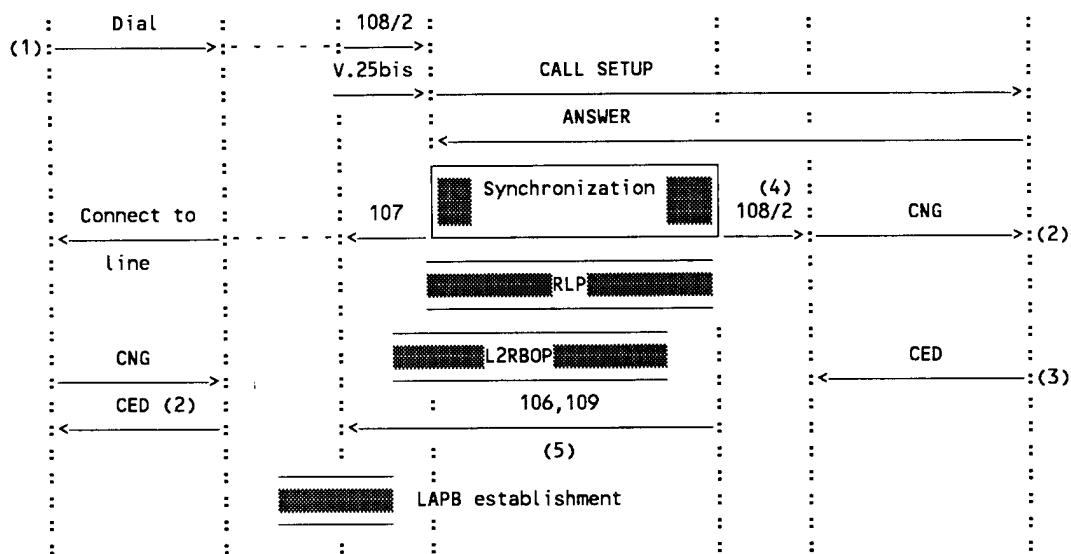 Dial 108/2
(1)
V.25bis CALL SETUP
ANSWER
Synchronization (4)
Connect to 107 108/2 CNG
(2)
line
RLP
L2RBOP
CNG CED
(3)
CED (2) 106,109
(5)
LAPB establishment